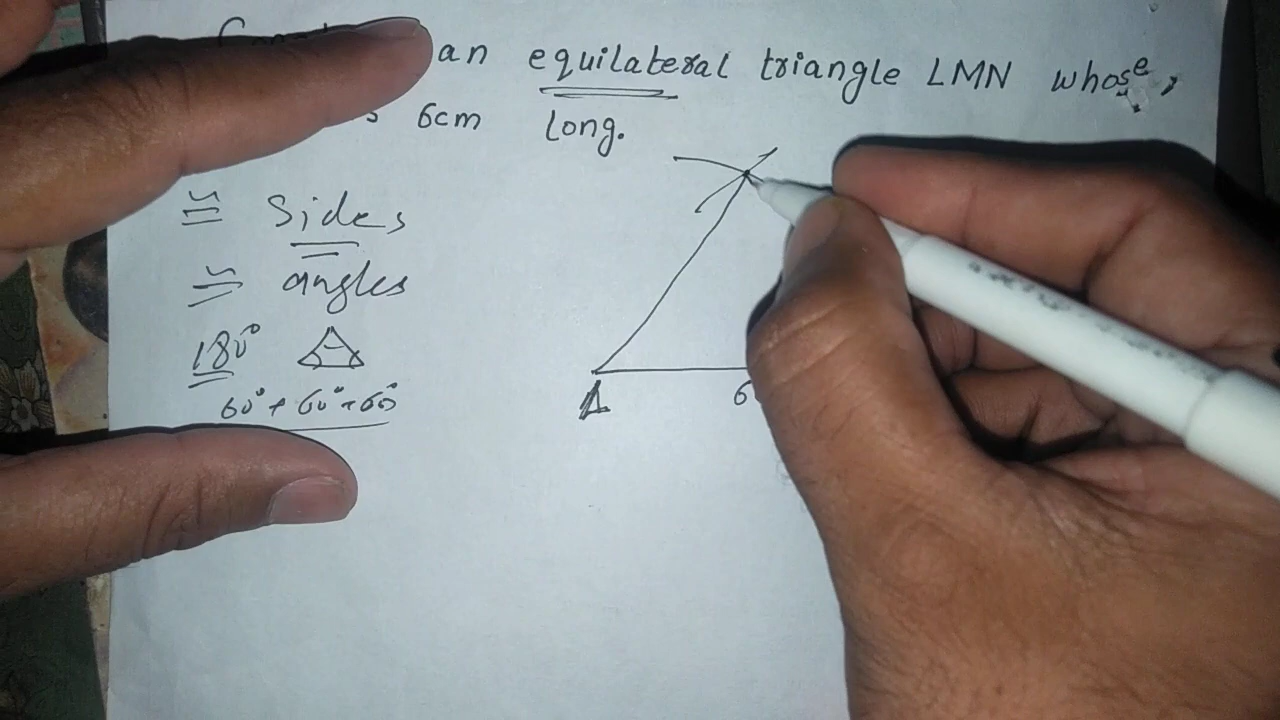 an equilateral triangle LMN whose,
6cm long.
≅ Sides
≅ angles
180°
60° + 60° + 60°
L
6